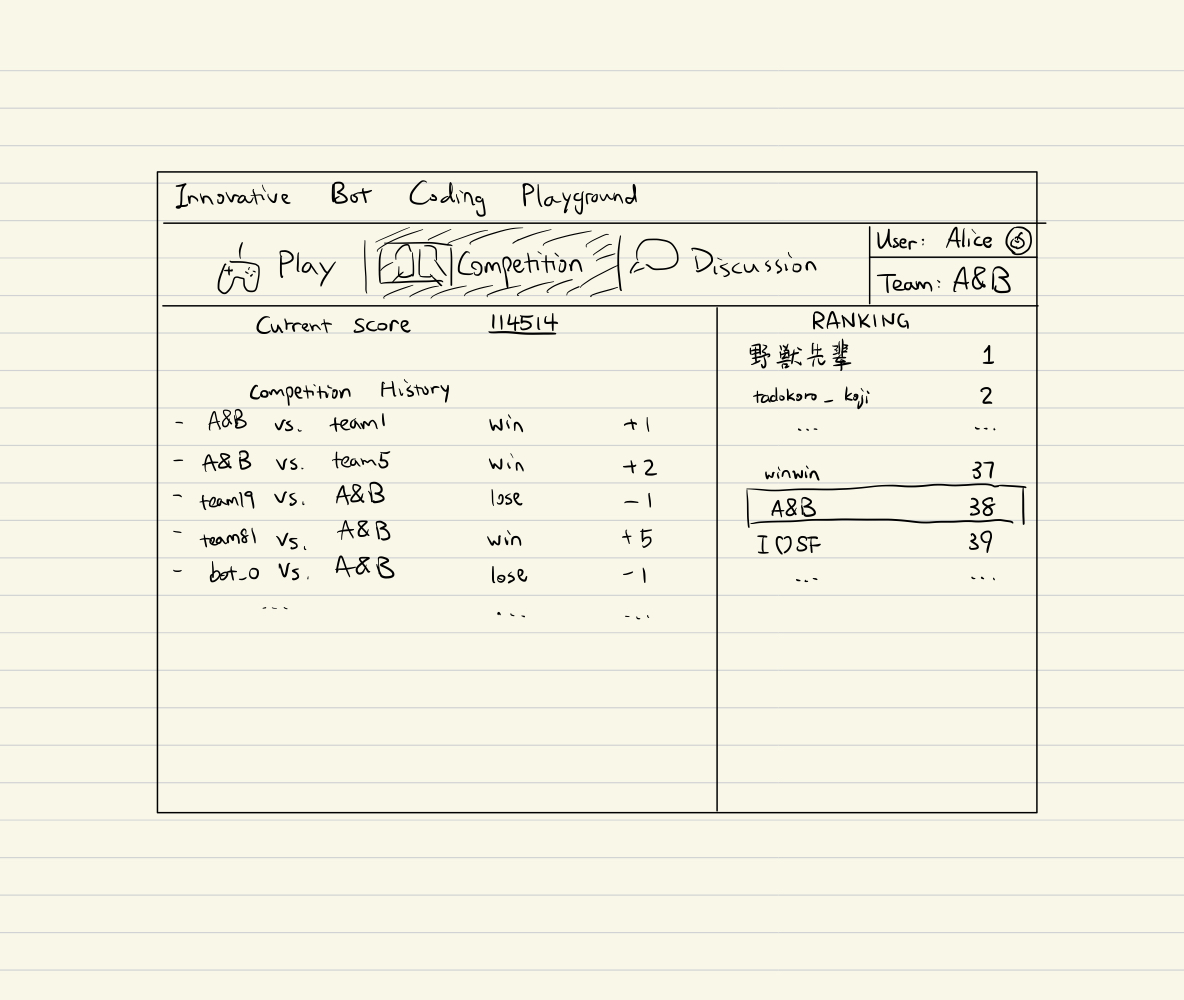 Innovative Bot Coding Playground
Play Competition Discussion
User: Alice
Team: A&B
Current Score 114514
Competition History
- A&B vs. team1 win +1
- A&B vs. team5 win +2
- team19 vs. A&B lose -1
- team81 vs. A&B win +5
- bot_0 vs. A&B lose -1
... ... ...
RANKING
野獣先輩 1
tadokoro_koji 2
... ...
winwin 37
A&B 38
I ♡ SF 39
... ...